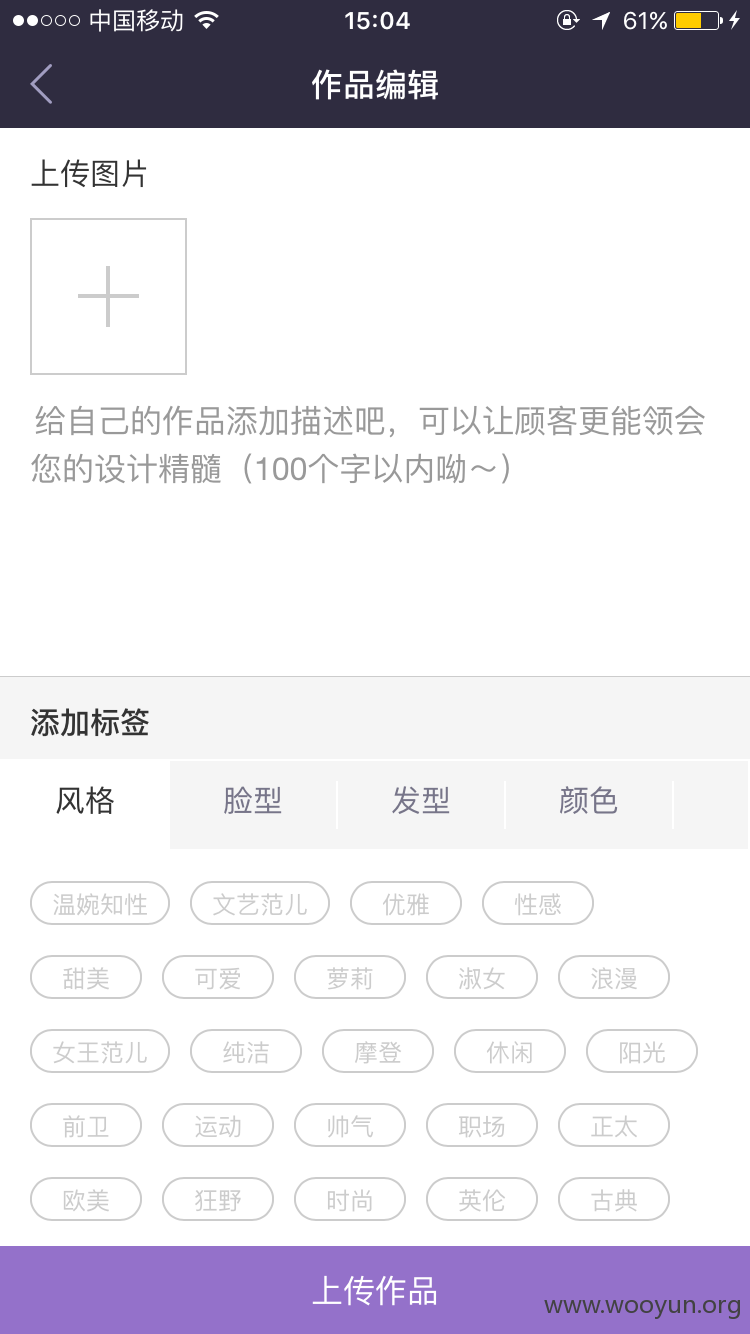 中国移动 15:04 61%
作品编辑
上传图片
给自己的作品添加描述吧，可以让顾客更能领会
您的设计精髓（100个字以内呦～）
添加标签
风格 脸型 发型 颜色
温婉知性 文艺范儿 优雅 性感
甜美 可爱 萝莉 淑女 浪漫
女王范儿 纯洁 摩登 休闲 阳光
前卫 运动 帅气 职场 正太
欧美 狂野 时尚 英伦 古典
上传作品
www.wooyun.org